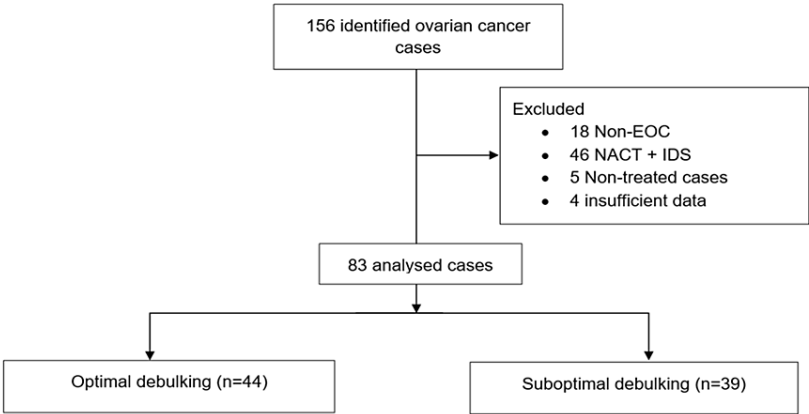 156 identified ovarian cancer
cases
Excluded
• 18 Non-EOC
• 46 NACT + IDS
• 5 Non-treated cases
• 4 insufficient data
83 analysed cases
Optimal debulking (n=44)
Suboptimal debulking (n=39)